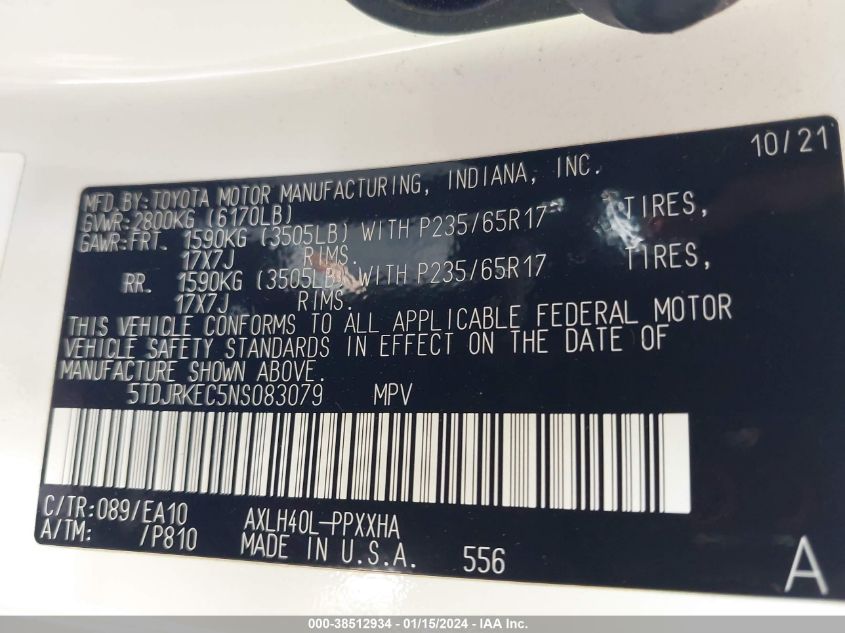 10/21
MFD.BY:TOYOTA MOTOR MANUFACTURING, INDIANA, INC.
GVWR:2800KG (6170LB)
GAWR:FRT. 1590KG (3505LB) WITH P235/65R17 TIRES,
17X7J RIMS.
RR. 1590KG (3505LB) WITH P235/65R17 TIRES,
17X7J RIMS.
THIS VEHICLE CONFORMS TO ALL APPLICABLE FEDERAL MOTOR
VEHICLE SAFETY STANDARDS IN EFFECT ON THE DATE OF
MANUFACTURE SHOWN ABOVE.
5TDJRKEC5NS083079 MPV
C/TR:089/EA10 AXLH40L-PPXXHA
A/TM: /P810 MADE IN U.S.A. 556
A
000-38512934 - 01/15/2024 - IAA Inc.